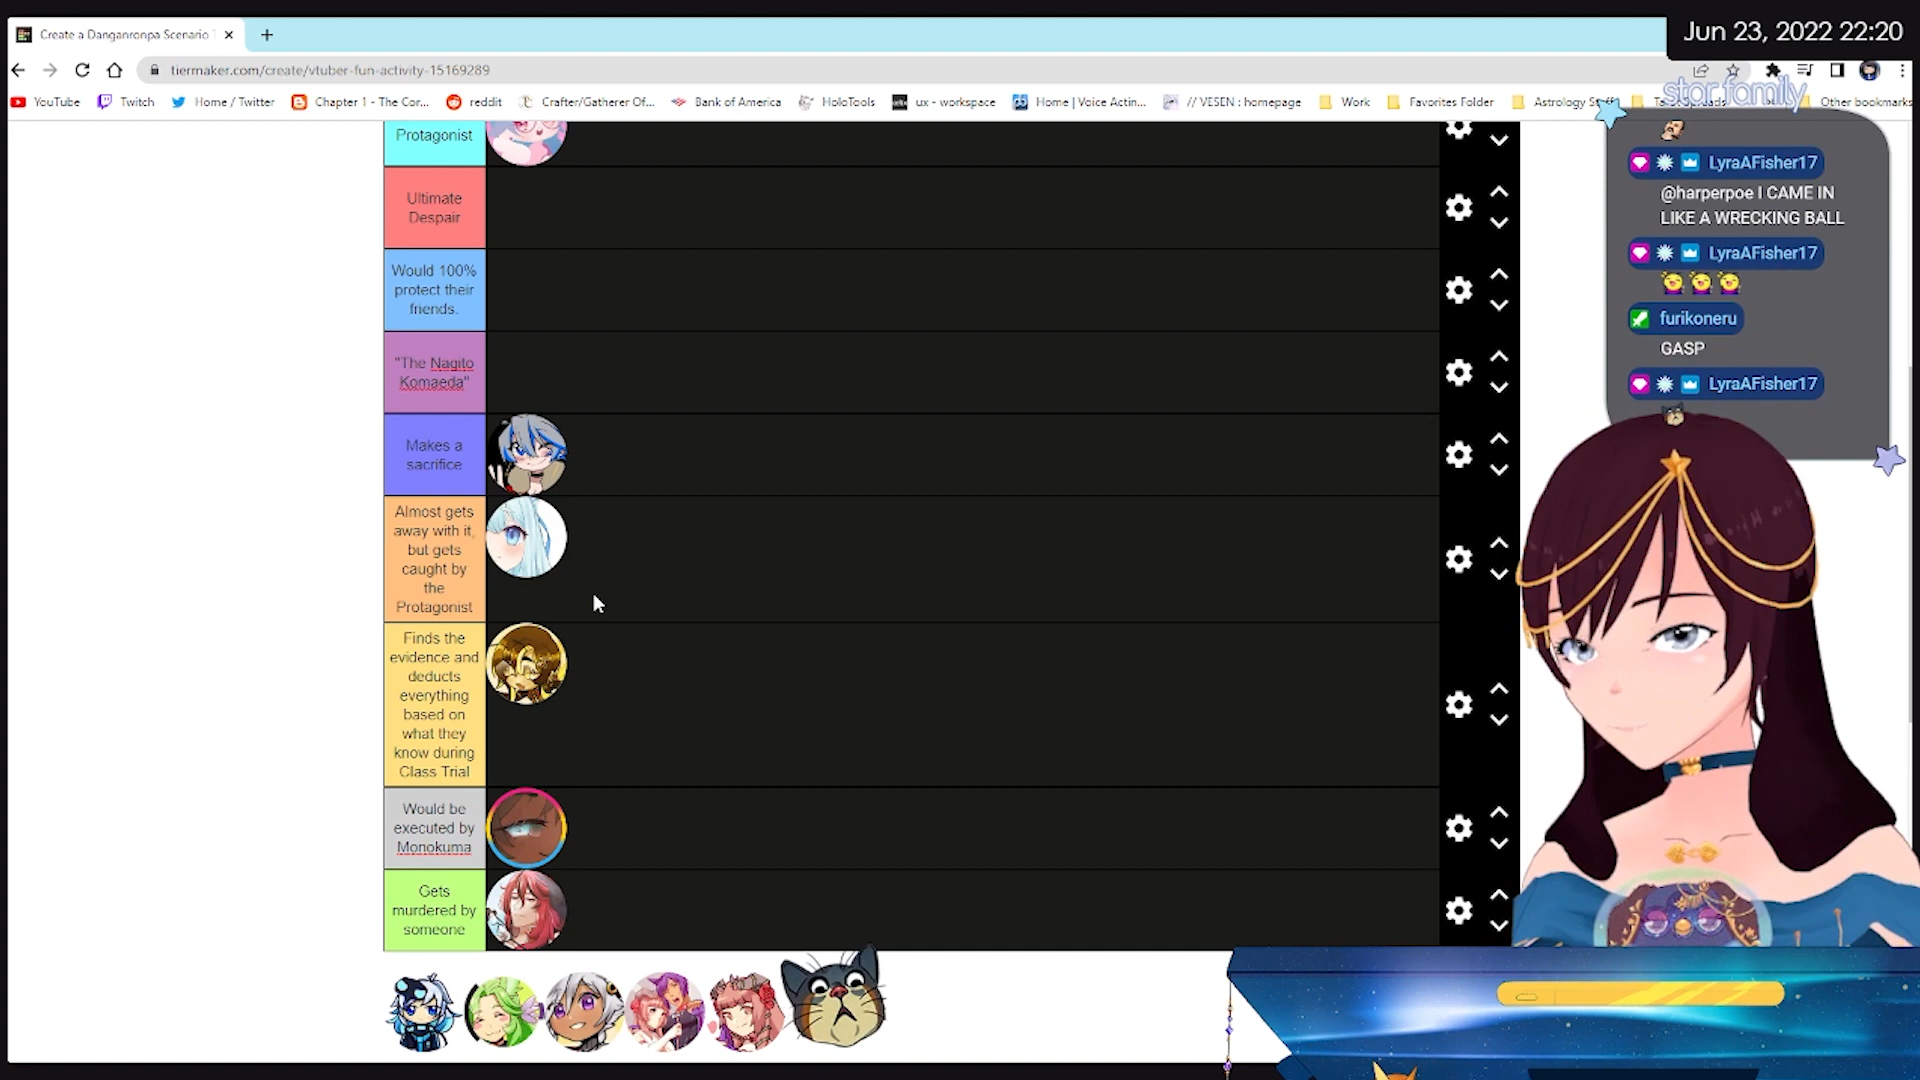 Create a Danganronpa Scenario
Jun 23, 2022 22:20
tiermaker.com/create/vtuber-fun-activity-15169289
YouTube
Twitch
Home / Twitter
Chapter 1 - The Cor...
reddit
Crafter/Gatherer Of...
Bank of America
HoloTools
ux - workspace
Home | Voice Actin...
// VESEN : homepage
Work
Favorites Folder
Astrology Stuff
Other bookmarks
star family
Protagonist
Ultimate
Despair
Would 100%
protect their
friends.
"The Nagito
Komaeda"
Makes a
sacrifice
Almost gets
away with it,
but gets
caught by
the
Protagonist
Finds the
evidence and
deducts
everything
based on
what they
know during
Class Trial
Would be
executed by
Monokuma
Gets
murdered by
someone
LyraAFisher17
@harperpoe I CAME IN
LIKE A WRECKING BALL
LyraAFisher17
furikoneru
GASP
LyraAFisher17